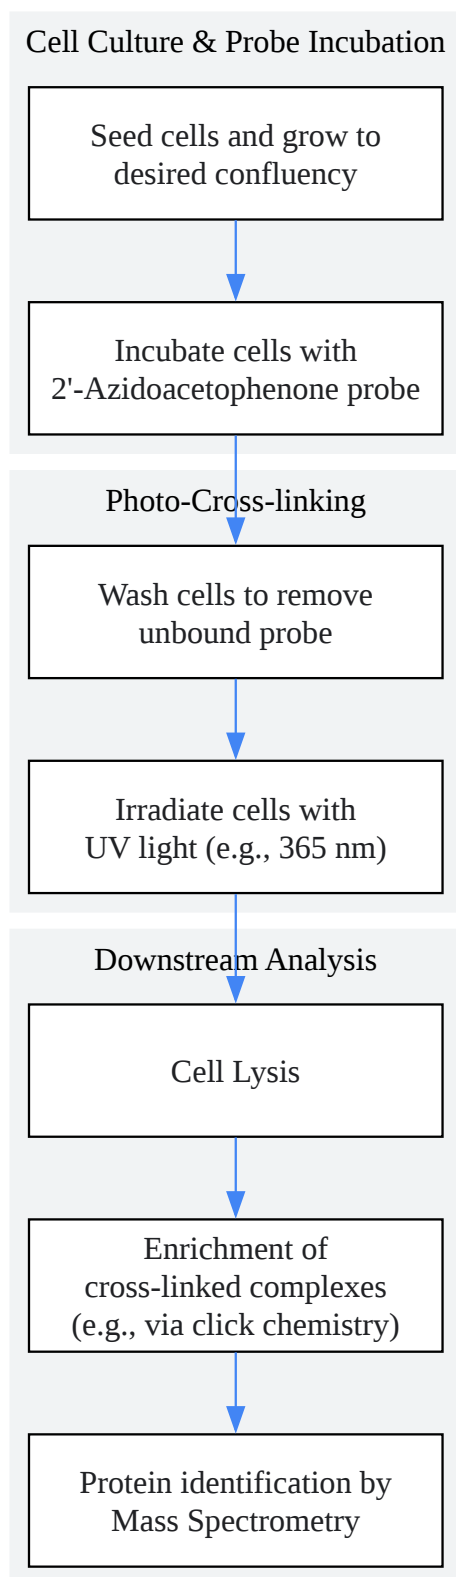 Cell Culture & Probe Incubation
Seed cells and grow to
desired confluency
Incubate cells with
2'-Azidoacetophenone probe
Photo-Cross-linking
Wash cells to remove
unbound probe
Irradiate cells with
UV light (e.g., 365 nm)
Downstream Analysis
Cell Lysis
Enrichment of
cross-linked complexes
(e.g., via click chemistry)
Protein identification by
Mass Spectrometry